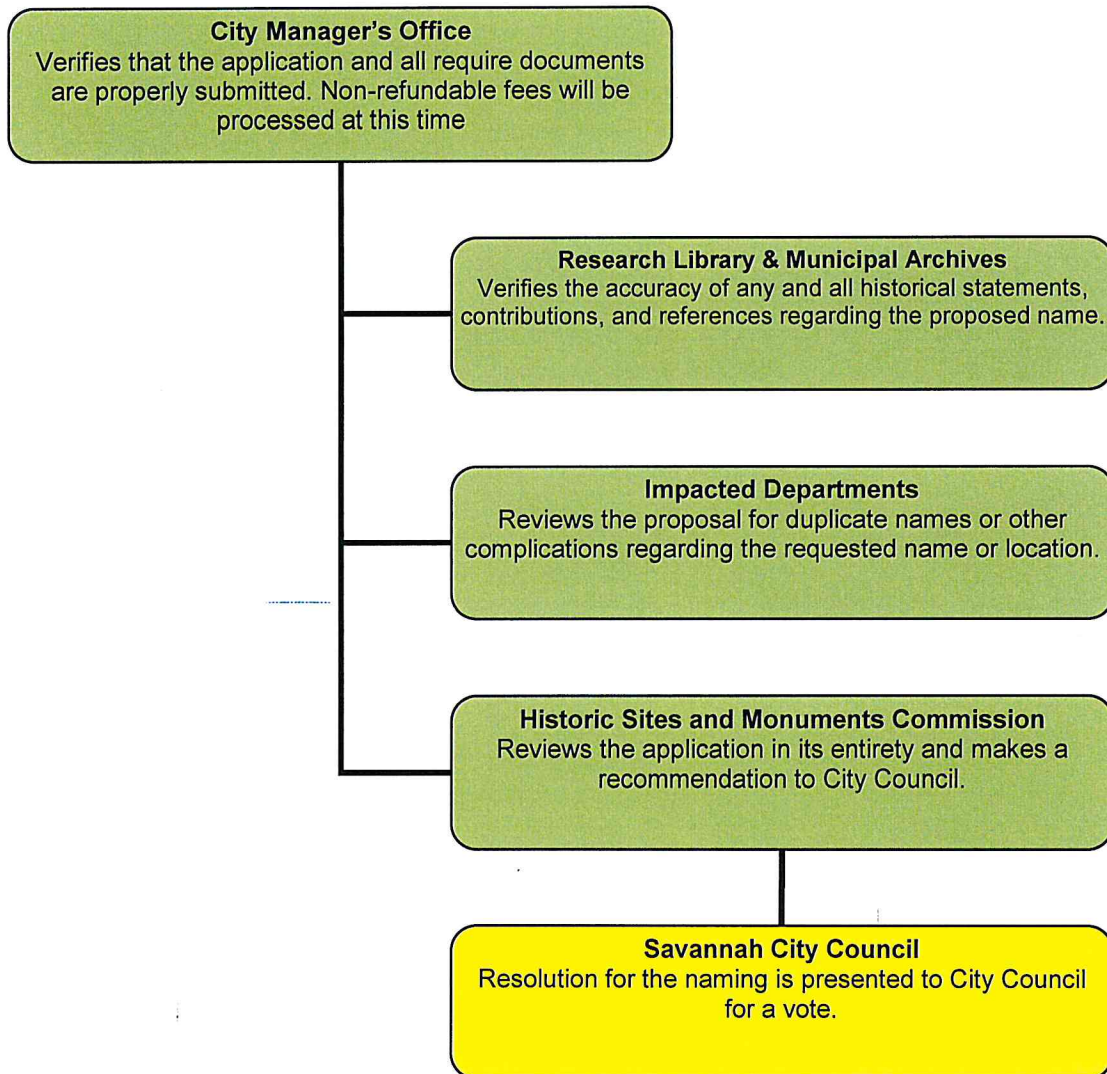 City Manager's Office
Verifies that the application and all require documents
are properly submitted. Non-refundable fees will be
processed at this time
Research Library & Municipal Archives
Verifies the accuracy of any and all historical statements,
contributions, and references regarding the proposed name.
Impacted Departments
Reviews the proposal for duplicate names or other
complications regarding the requested name or location.
Historic Sites and Monuments Commission
Reviews the application in its entirety and makes a
recommendation to City Council.
Savannah City Council
Resolution for the naming is presented to City Council
for a vote.